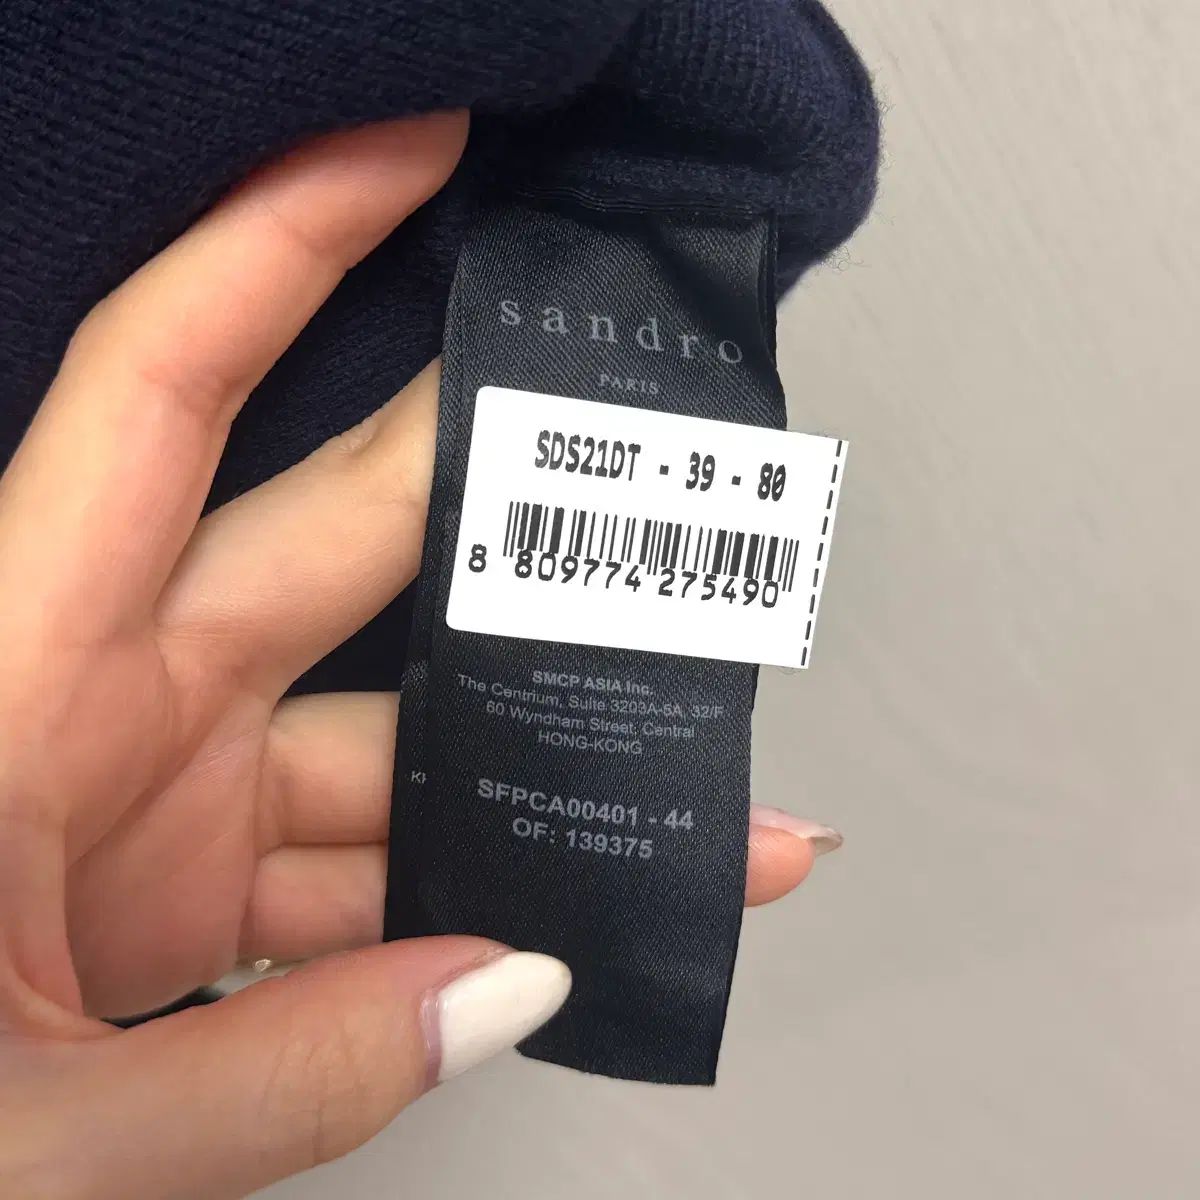 sandro
PARIS
SDS21DT - 39 - 80
8 809774 275490
SMCP ASIA Inc.
The Centrium, Suite 3203A-5A, 32/F
60 Wyndham Street, Central
HONG-KONG
SFPCA00401 - 44
OF: 139375